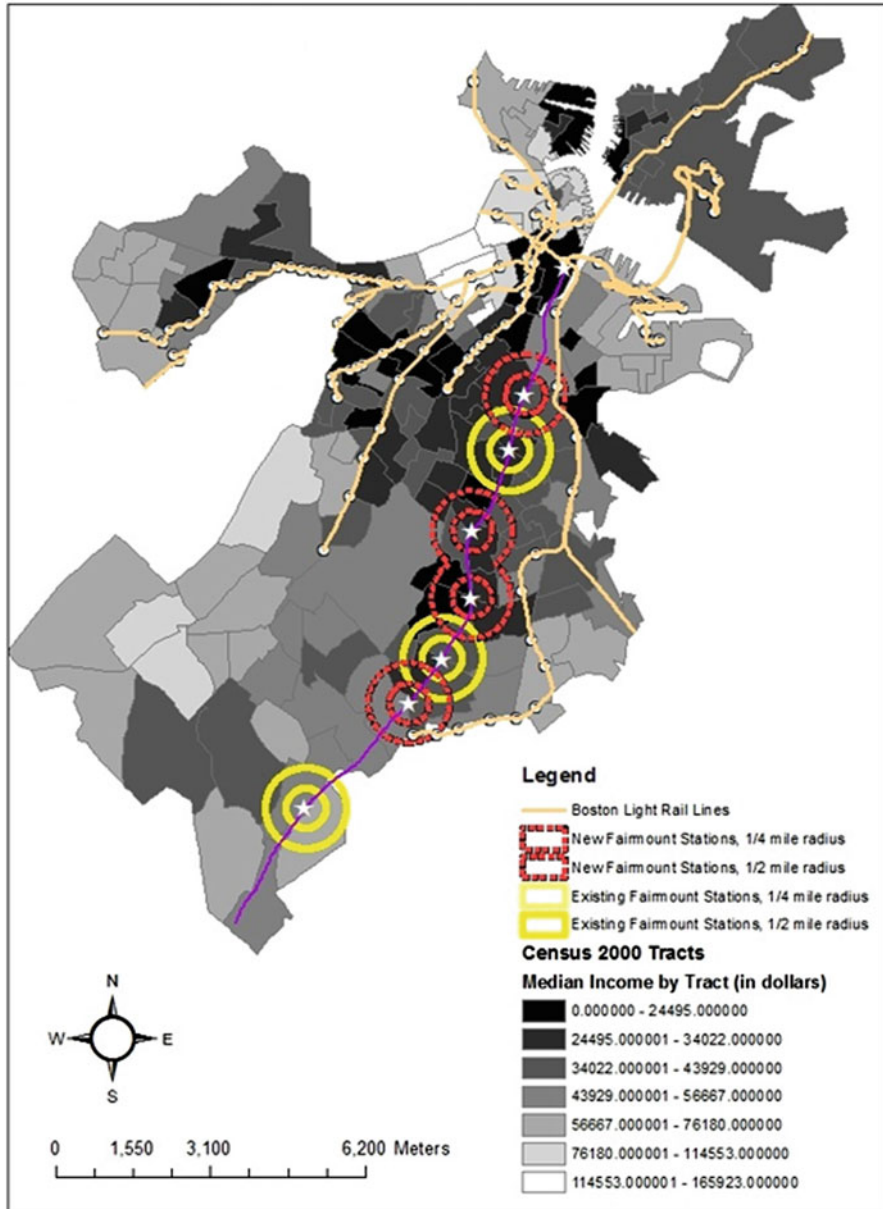 Legend
Boston Light Rail Lines
New Fairmount Stations, 1/4 mile radius
New Fairmount Stations, 1/2 mile radius
Existing Fairmount Stations, 1/4 mile radius
Existing Fairmount Stations, 1/2 mile radius
Census 2000 Tracts
Median Income by Tract (in dollars)
0.000000 - 24495.000000
24495.000001 - 34022.000000
34022.000001 - 43929.000000
43929.000001 - 56667.000000
56667.000001 - 76180.000000
76180.000001 - 114553.000000
114553.000001 - 165923.000000
N
W E
S
0 1,550 3,100 6,200 Meters